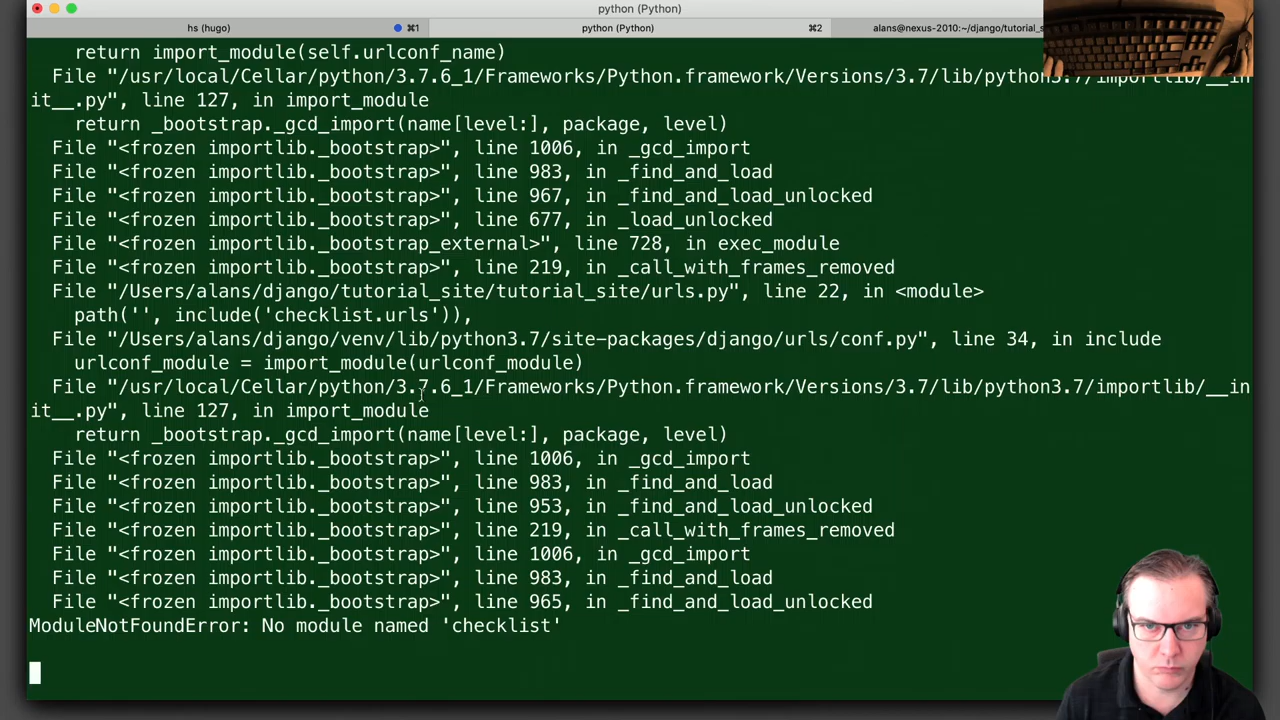 python (Python)
hs (hugo) ⌘1 python (Python) ⌘2 alans@nexus-2010:~/django/tutorial_s
return import_module(self.urlconf_name)
File "/usr/local/Cellar/python/3.7.6_1/Frameworks/Python.framework/Versions/3.7/lib/python3.7/importlib/__in
it__.py", line 127, in import_module
return _bootstrap._gcd_import(name[level:], package, level)
File "<frozen importlib._bootstrap>", line 1006, in _gcd_import
File "<frozen importlib._bootstrap>", line 983, in _find_and_load
File "<frozen importlib._bootstrap>", line 967, in _find_and_load_unlocked
File "<frozen importlib._bootstrap>", line 677, in _load_unlocked
File "<frozen importlib._bootstrap_external>", line 728, in exec_module
File "<frozen importlib._bootstrap>", line 219, in _call_with_frames_removed
File "/Users/alans/django/tutorial_site/tutorial_site/urls.py", line 22, in <module>
path('', include('checklist.urls')),
File "/Users/alans/django/venv/lib/python3.7/site-packages/django/urls/conf.py", line 34, in include
urlconf_module = import_module(urlconf_module)
File "/usr/local/Cellar/python/3.7.6_1/Frameworks/Python.framework/Versions/3.7/lib/python3.7/importlib/__in
it__.py", line 127, in import_module
return _bootstrap._gcd_import(name[level:], package, level)
File "<frozen importlib._bootstrap>", line 1006, in _gcd_import
File "<frozen importlib._bootstrap>", line 983, in _find_and_load
File "<frozen importlib._bootstrap>", line 953, in _find_and_load_unlocked
File "<frozen importlib._bootstrap>", line 219, in _call_with_frames_removed
File "<frozen importlib._bootstrap>", line 1006, in _gcd_import
File "<frozen importlib._bootstrap>", line 983, in _find_and_load
File "<frozen importlib._bootstrap>", line 965, in _find_and_load_unlocked
ModuleNotFoundError: No module named 'checklist'